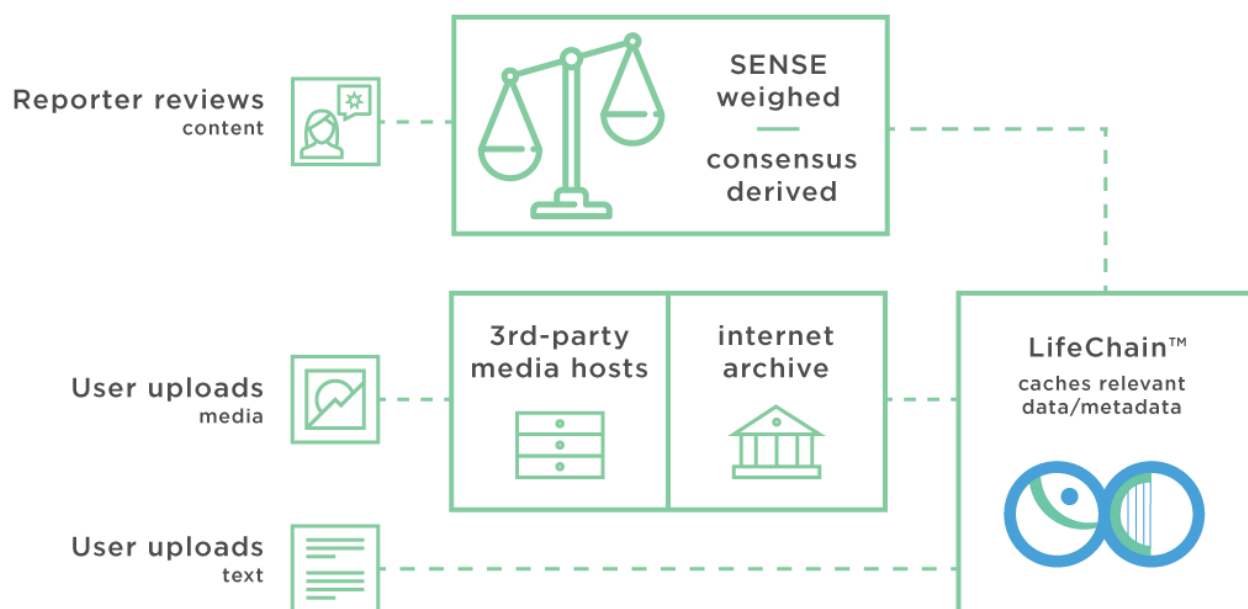 Reporter reviews
content
SENSE
weighed
consensus
derived
User uploads
media
3rd-party
media hosts
internet
archive
LifeChain™
caches relevant
data/metadata
User uploads
text